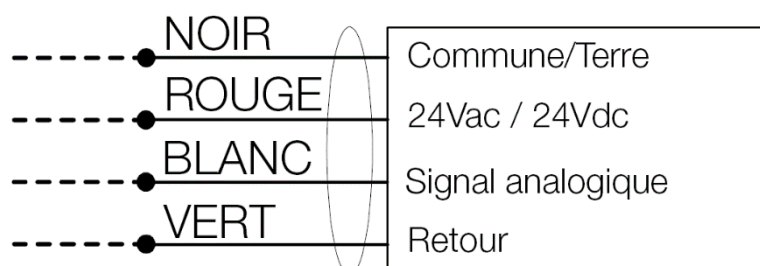 NOIR Commune/Terre
ROUGE 24Vac / 24Vdc
BLANC Signal analogique
VERT Retour